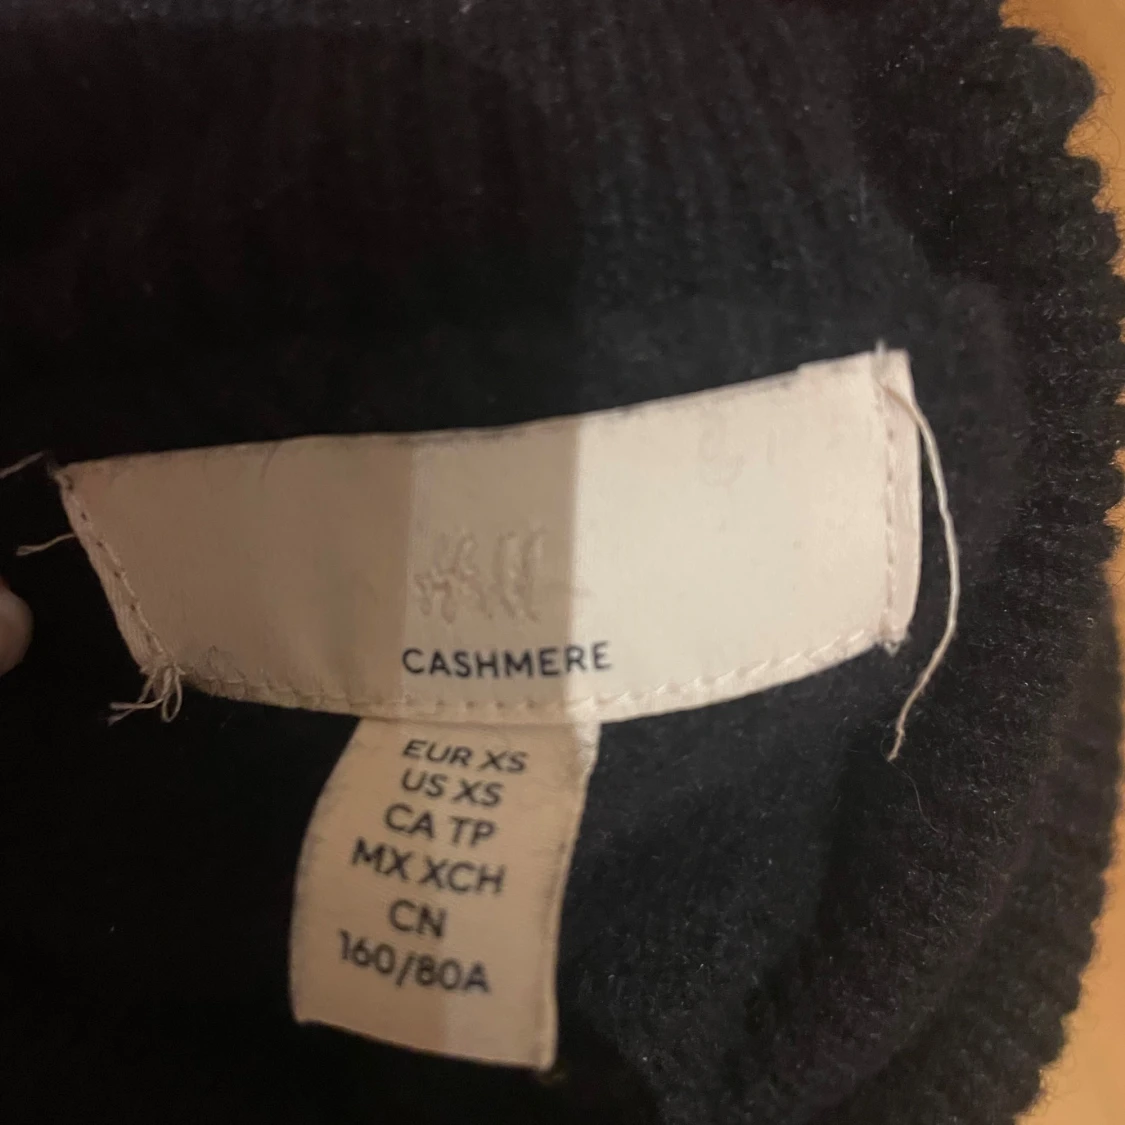 CASHMERE
EUR XS
US XS
CA TP
MX XCH
CN
160/80A